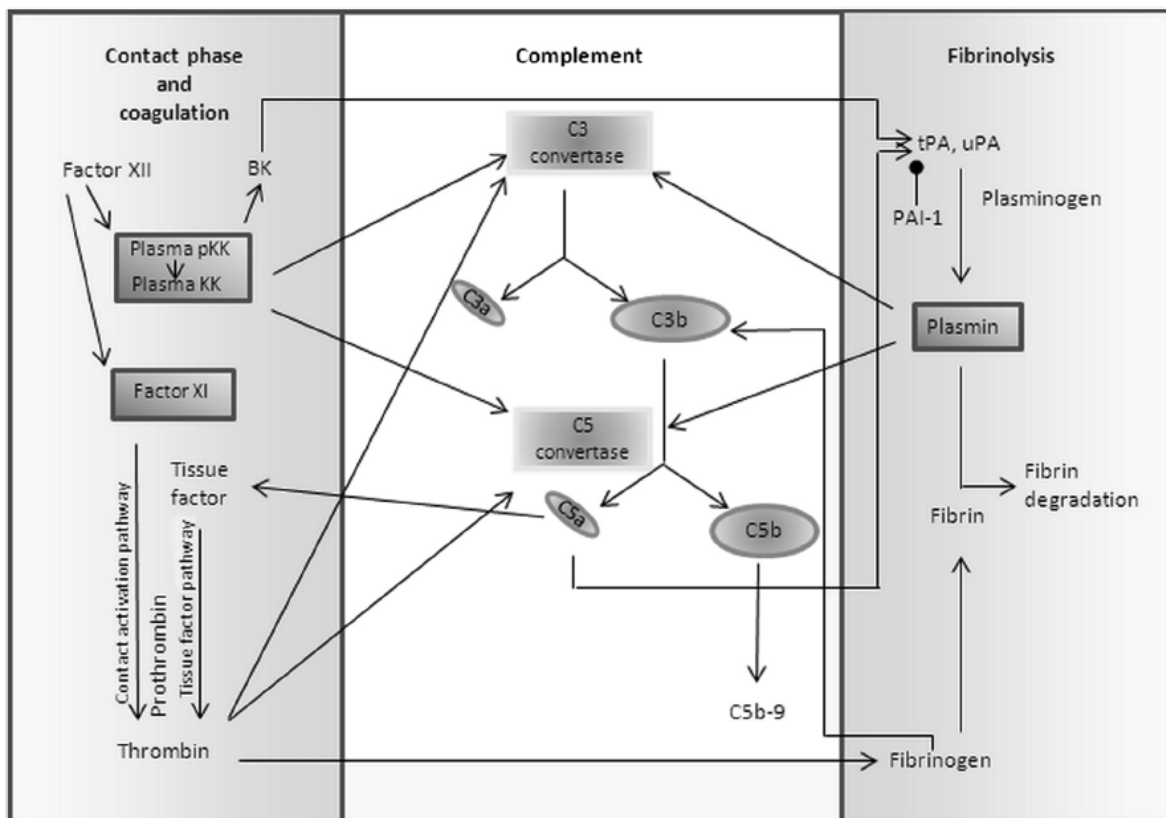 Contact phase
and
coagulation
Factor XII
BK
Plasma pKK
Plasma KK
Factor XI
Tissue
factor
Contact activation pathway
Prothrombin
Tissue factor pathway
Thrombin
Complement
C3
convertase
C3a
C3b
C5
convertase
C5a
C5b
C5b-9
Fibrinolysis
tPA, uPA
PAI-1
Plasminogen
Plasmin
Fibrin
degradation
Fibrin
Fibrinogen